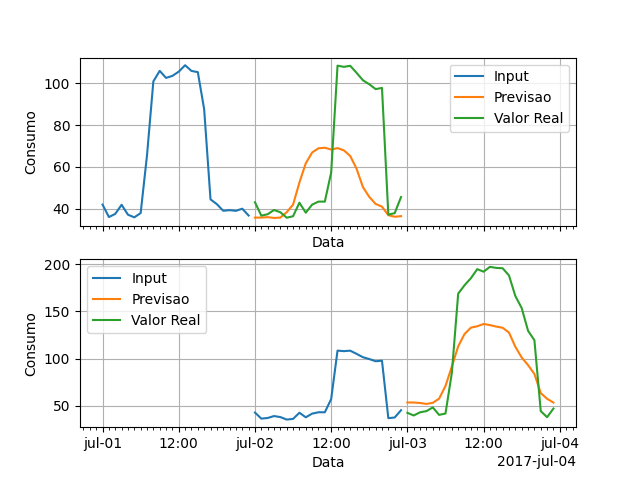 100
80
60
40
Consumo
Input
Previsao
Valor Real
Data
200
150
100
50
Consumo
Input
Previsao
Valor Real
jul-01
12:00
jul-02
12:00
jul-03
12:00
jul-04
Data
2017-jul-04